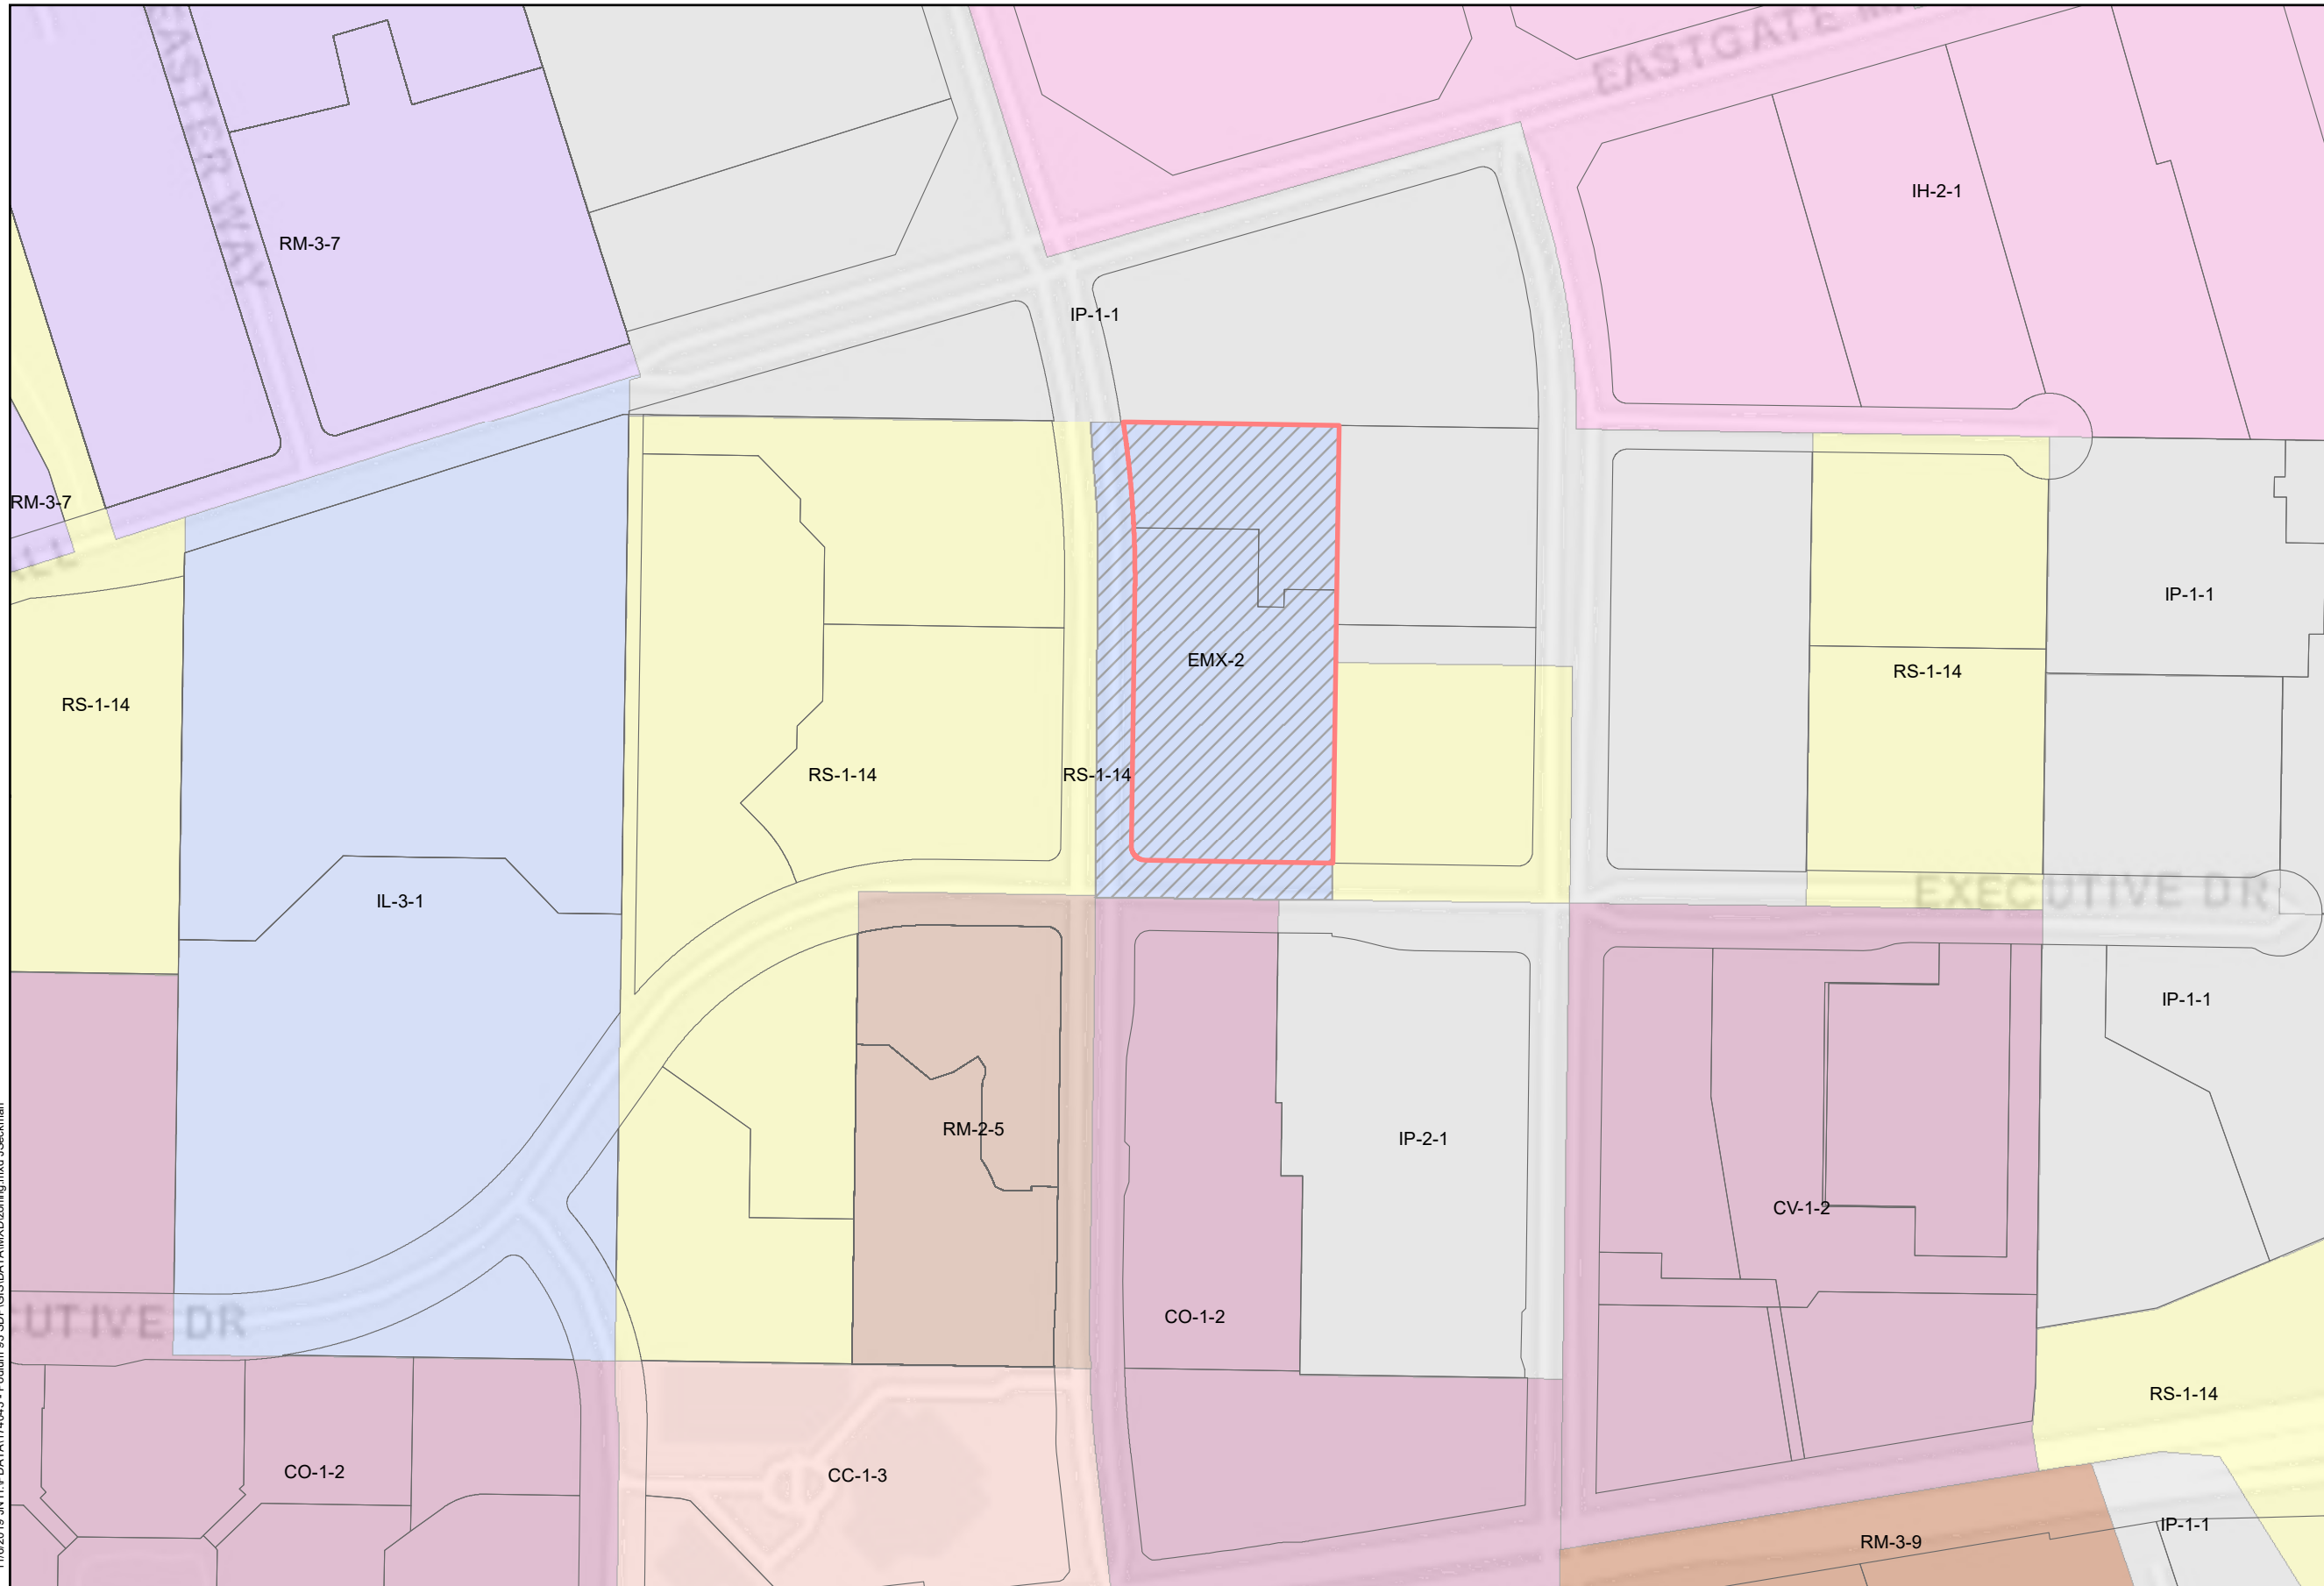 EASTER WAY
EASTGATE
IH-2-1
RM-3-7
IP-1-1
RM-3-7
IP-1-1
EMX-2
RS-1-14
RS-1-14
RS-1-14
RS-1-14
EXECUTIVE DR
IL-3-1
IP-1-1
RM-2-5
IP-2-1
CV-1-2
CO-1-2
CUTIVE DR
RS-1-14
CO-1-2
CC-1-3
IP-1-1
RM-3-9